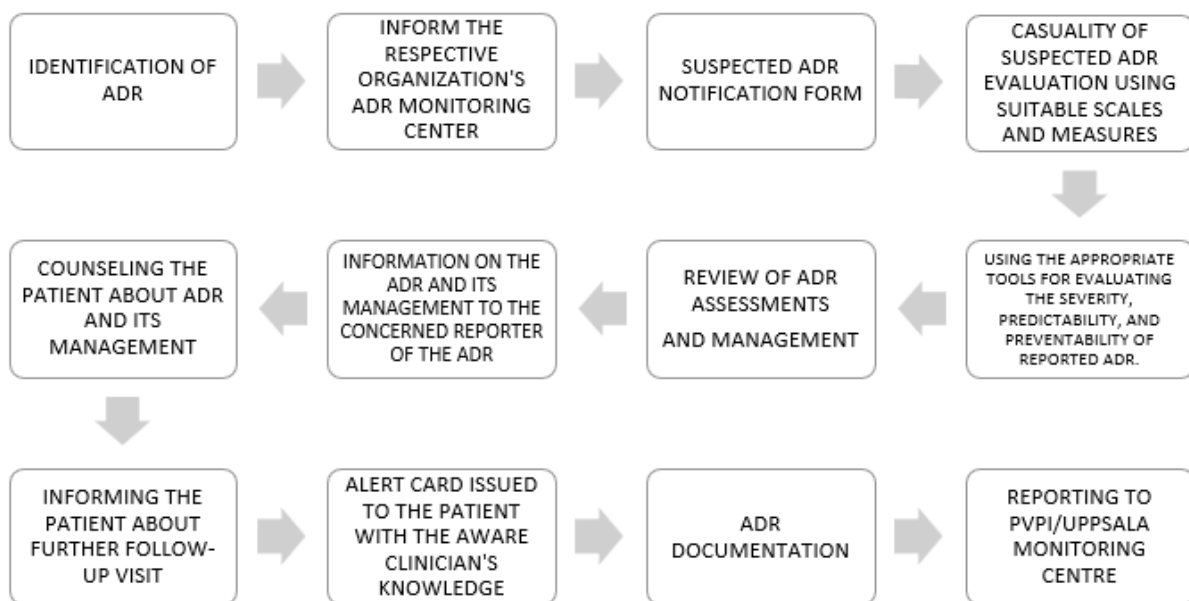 IDENTIFICATION OF
ADR
INFORM THE
RESPECTIVE
ORGANIZATION'S
ADR MONITORING
CENTER
SUSPECTED ADR
NOTIFICATION FORM
CASUALITY OF
SUSPECTED ADR
EVALUATION USING
SUITABLE SCALES
AND MEASURES
USING THE APPROPRIATE
TOOLS FOR EVALUATING
THE SEVERITY,
PREDICTABILITY, AND
PREVENTABILITY OF
REPORTED ADR.
REVIEW OF ADR
ASSESSMENTS
AND MANAGEMENT
INFORMATION ON THE
ADR AND ITS
MANAGEMENT TO THE
CONCERNED REPORTER
OF THE ADR
COUNSELING THE
PATIENT ABOUT ADR
AND ITS
MANAGEMENT
INFORMING THE
PATIENT ABOUT
FURTHER FOLLOW-
UP VISIT
ALERT CARD ISSUED
TO THE PATIENT
WITH THE AWARE
CLINICIAN'S
KNOWLEDGE
ADR
DOCUMENTATION
REPORTING TO
PVPI/UPPSALA
MONITORING
CENTRE